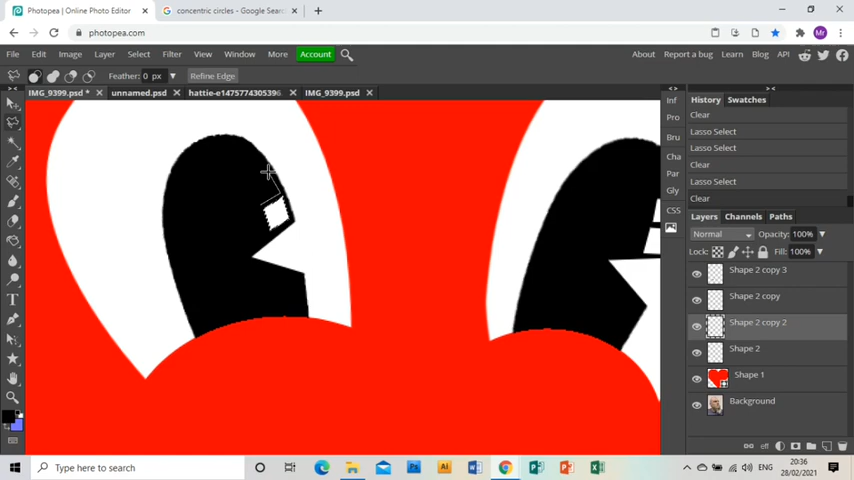 Photopea | Online Photo Editor
concentric circles - Google Sear
photopea.com
Mr
File Edit Image Layer Select Filter View Window More Account
About Report a bug Learn Blog API
Feather: 0 px Refine Edge
IMG_9399.psd * unnamed.psd hattie-e147577430539 IMG_9399.psd
Inf
Pro
Bru
Cha
Par
Gly
CSS
History Swatches
Clear
Lasso Select
Lasso Select
Clear
Lasso Select
Clear
Layers Channels Paths
Normal Opacity: 100%
Lock: Fill: 100%
Shape 2 copy 3
Shape 2 copy
Shape 2 copy 2
Shape 2
Shape 1
Background
eff
Type here to search
ENG
20:36
28/02/2021